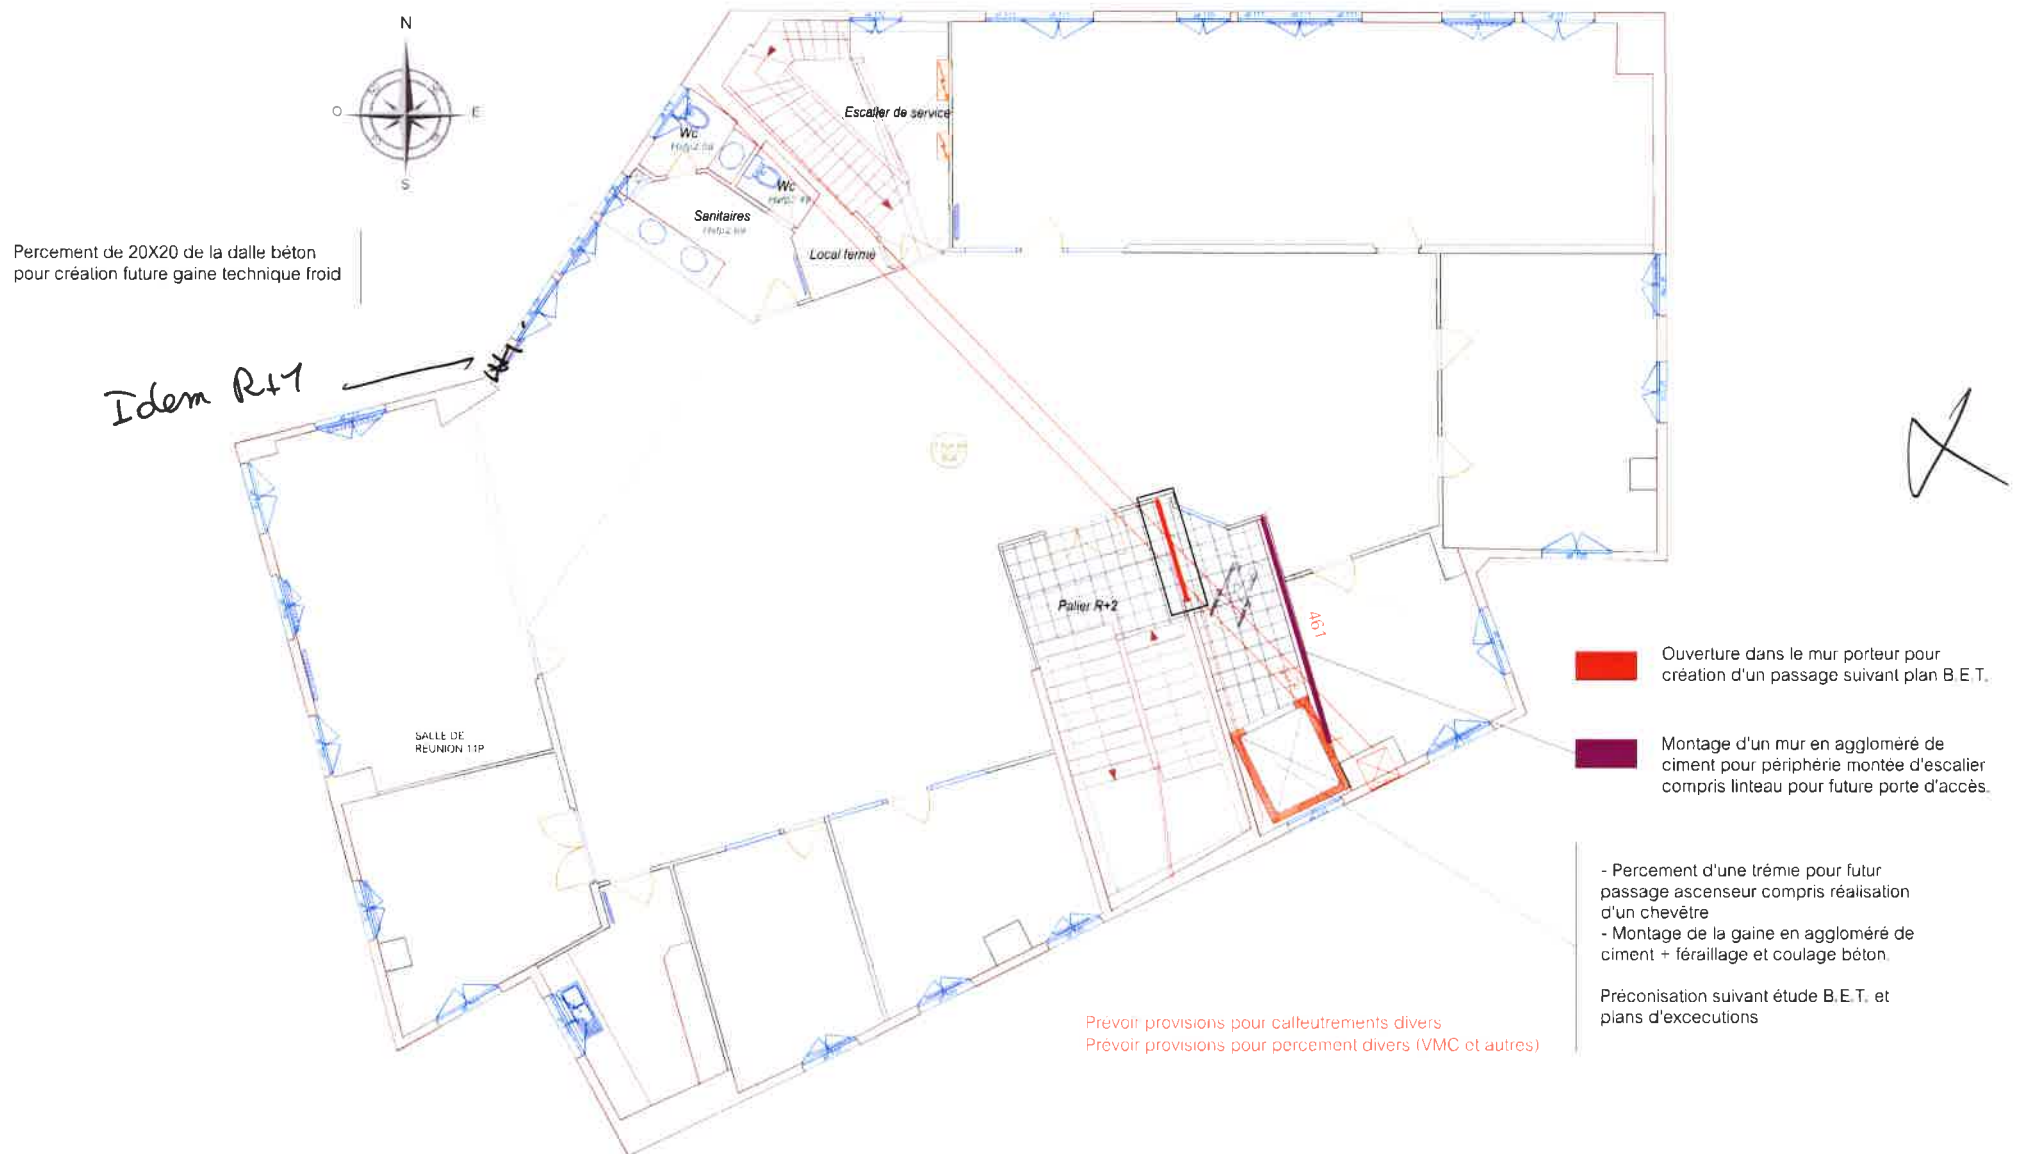 N
O
E
S
Percement de 20X20 de la dalle béton
pour création future gaine technique froid
Idem R+1
Escalier de service
Wc
Wc
Sanitaires
Local fermé
Palier R+2
461
SALLE DE
REUNION 11P
Ouverture dans le mur porteur pour
création d'un passage suivant plan B.E.T.
Montage d'un mur en aggloméré de
ciment pour périphérie montée d'escalier
compris linteau pour future porte d'accès.
- Percement d'une trémie pour futur
passage ascenseur compris réalisation
d'un chevêtre
- Montage de la gaine en aggloméré de
ciment + féraillage et coulage béton.
Préconisation suivant étude B.E.T. et
plans d'excecutions
Prévoir provisions pour calfeutrements divers
Prévoir provisions pour percement divers (VMC et autres)